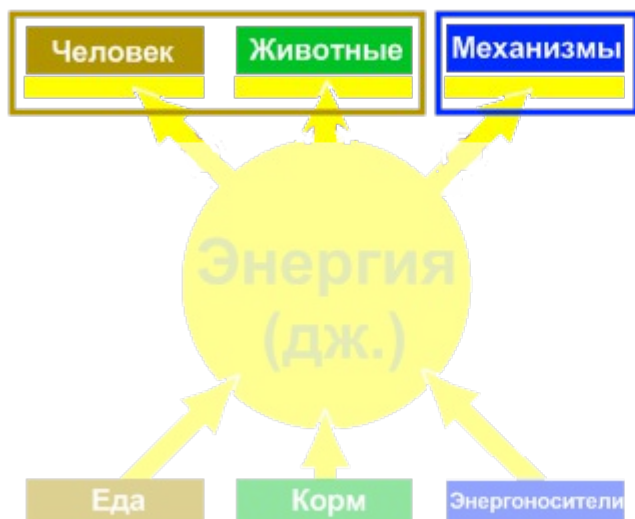 Человек Животные Механизмы
Энергия
(дж.)
Еда Корм Энергоносители